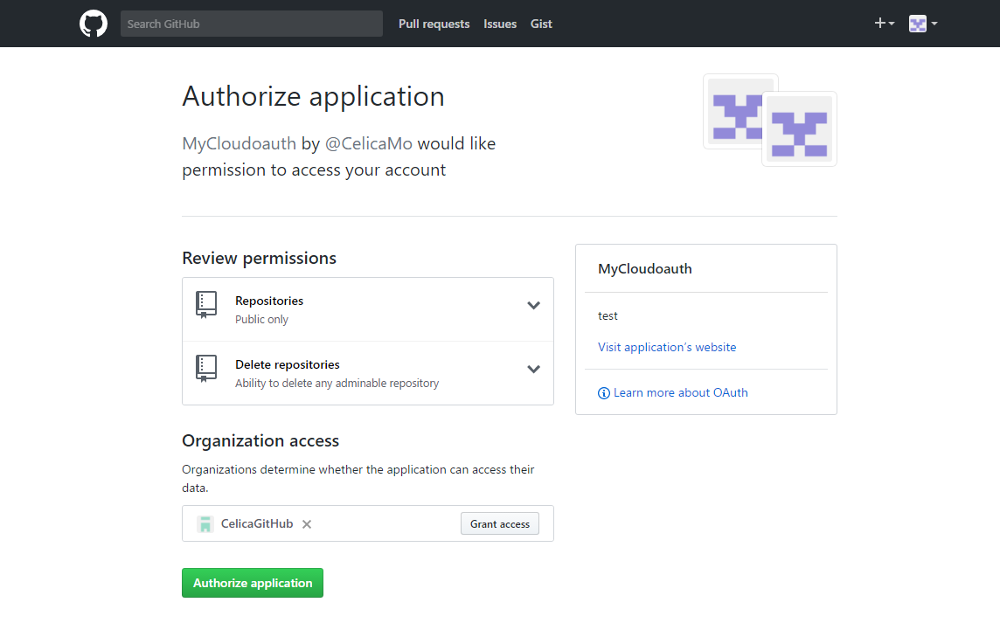 Search GitHub
Pull requests
Issues
Gist
Authorize application
MyCloudoauth by @CelicaMo would like
permission to access your account
Review permissions
Repositories
Public only
Delete repositories
Ability to delete any adminable repository
MyCloudoauth
test
Visit application's website
Learn more about OAuth
Organization access
Organizations determine whether the application can access their
data.
CelicaGitHub
Grant access
Authorize application